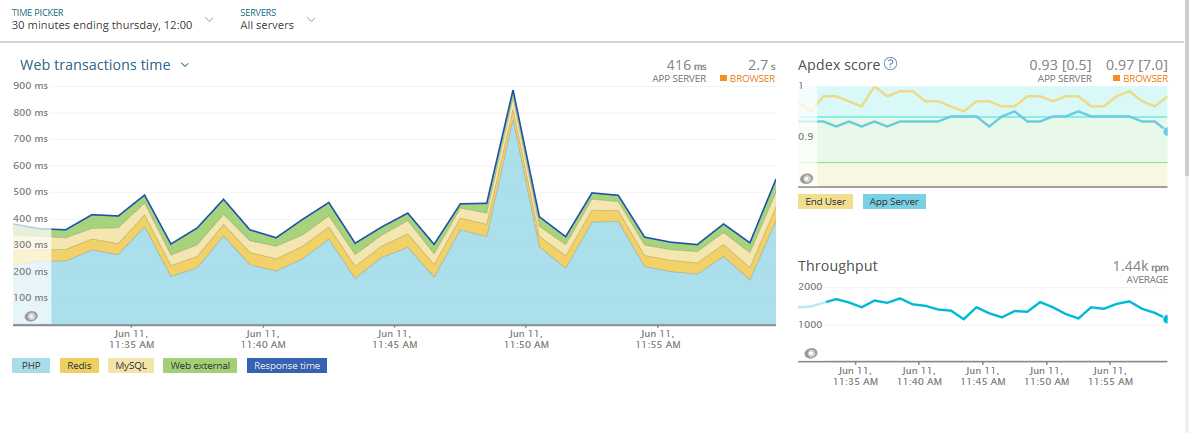 TIME PICKER
30 minutes ending thursday, 12:00
SERVERS
All servers
Web transactions time
416 ms
APP SERVER
2.7 s
BROWSER
900 ms
800 ms
700 ms
600 ms
500 ms
400 ms
300 ms
200 ms
100 ms
Jun 11,
11:35 AM
Jun 11,
11:40 AM
Jun 11,
11:45 AM
Jun 11,
11:50 AM
Jun 11,
11:55 AM
PHP
Redis
MySQL
Web external
Response time
Apdex score ?
0.93 [0.5]
APP SERVER
0.97 [7.0]
BROWSER
1
0.9
End User
App Server
Throughput
1.44k rpm
AVERAGE
2000
1000
Jun 11,
11:35 AM
Jun 11,
11:40 AM
Jun 11,
11:45 AM
Jun 11,
11:50 AM
Jun 11,
11:55 AM